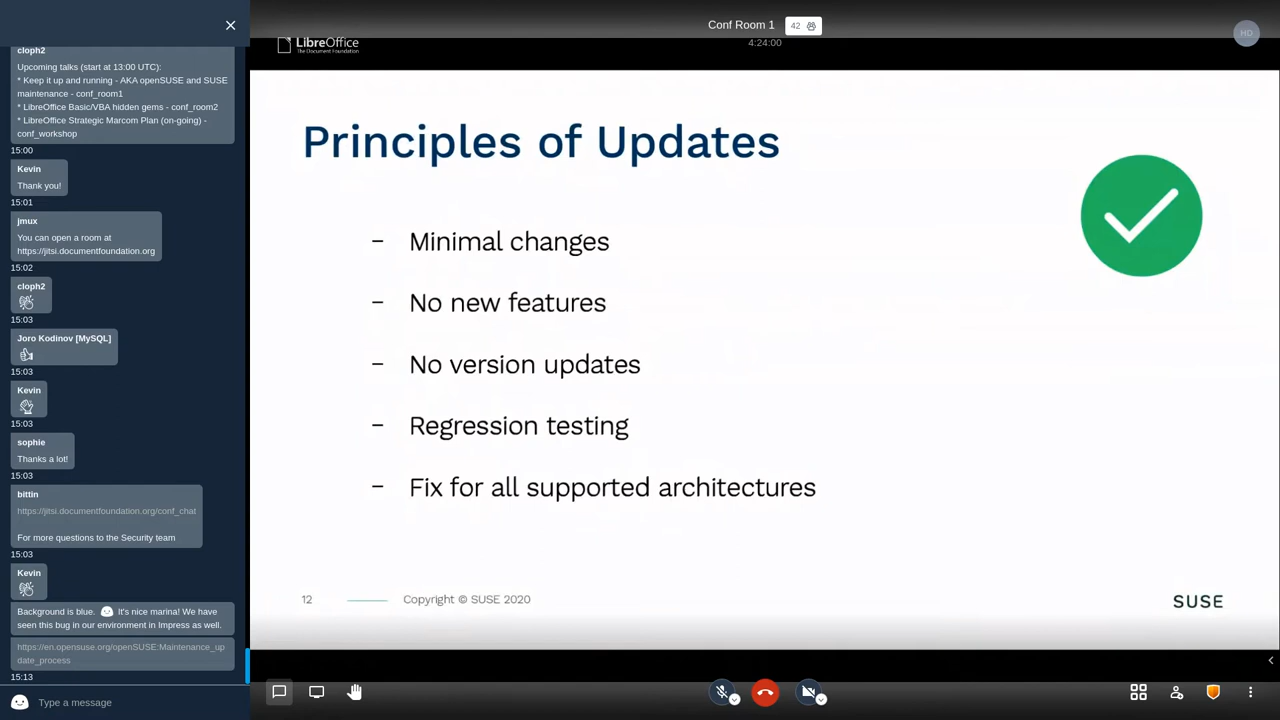 cloph2
Upcoming talks (start at 13:00 UTC):
* Keep it up and running - AKA openSUSE and SUSE
maintenance - conf_room1
* LibreOffice Basic/VBA hidden gems - conf_room2
* LibreOffice Strategic Marcom Plan (on-going) -
conf_workshop
15:00
Kevin
Thank you!
15:01
jmux
You can open a room at
https://jitsi.documentfoundation.org
15:02
cloph2
15:03
Joro Kodinov [MySQL]
15:03
Kevin
15:03
sophie
Thanks a lot!
15:03
bittin
https://jitsi.documentfoundation.org/conf_chat
For more questions to the Security team
15:03
Kevin
Background is blue. It's nice marina! We have
seen this bug in our environment in Impress as well.
https://en.opensuse.org/openSUSE:Maintenance_up
date_process
15:13
Type a message
Conf Room 1 42
4:24:00
HD
LibreOffice
The Document Foundation
Principles of Updates
- Minimal changes
- No new features
- No version updates
- Regression testing
- Fix for all supported architectures
12 Copyright © SUSE 2020
SUSE